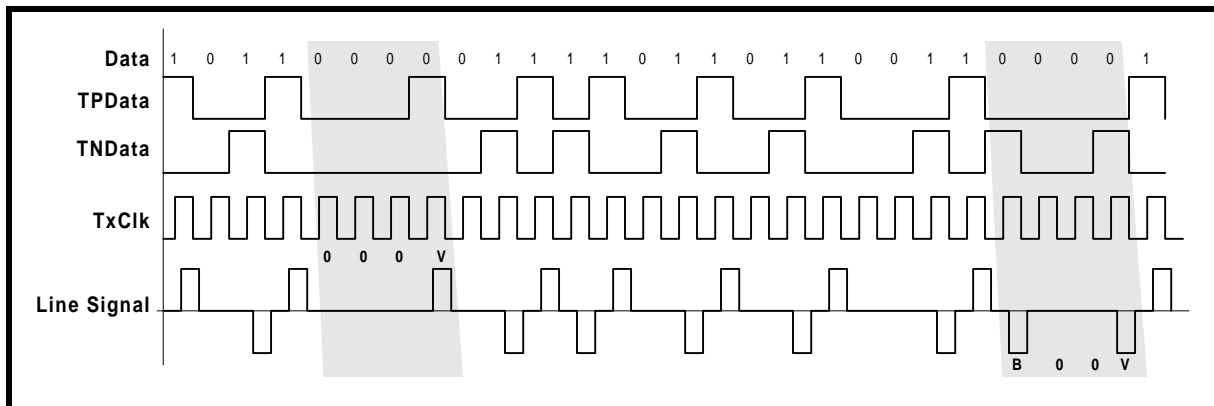 Data 1 0 1 1 0 0 0 0 0 1 1 1 1 0 1 1 0 1 1 0 0 1 1 0 0 0 0 1
TPData
TNData
TxClk
0 0 0 V
Line Signal
B 0 0 V